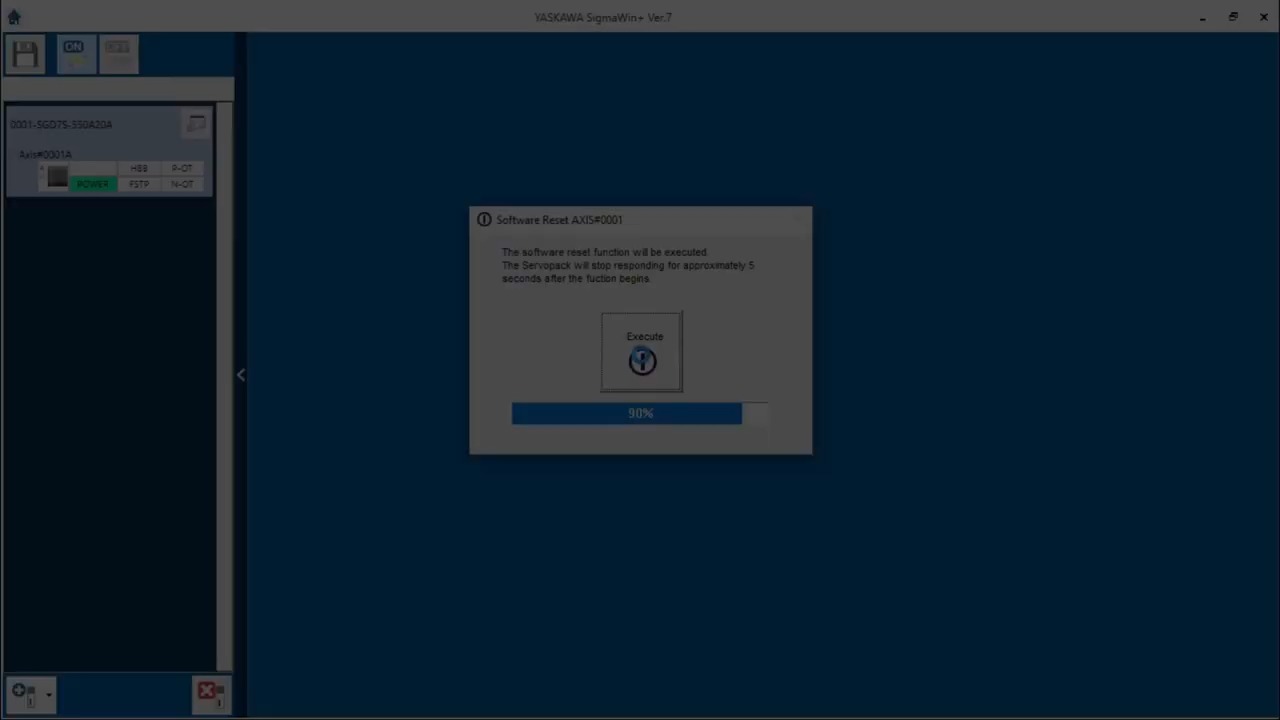 YASKAWA SigmaWin+ Ver.7
ON
OFF
0001-SGD7S-550A20A
Axis#0001A
HBB P-OT
POWER FSTP N-OT
Software Reset AXIS#0001
The software reset function will be executed.
The Servopack will stop responding for approximately 5
seconds after the fuction begins.
Execute
90%